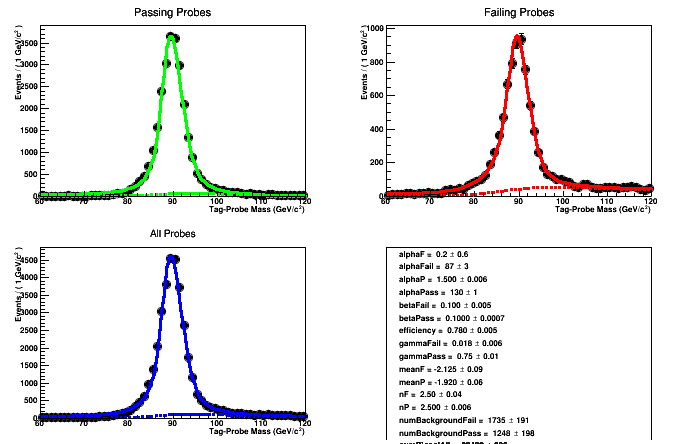 Passing Probes
Events / ( 1 GeV/c² )
3500
3000
2500
2000
1500
1000
500
0
60 70 80 90 100 110 120
Tag-Probe Mass (GeV/c²)
Failing Probes
Events / ( 1 GeV/c² )
1000
800
600
400
200
60 70 80 90 100 110 120
Tag-Probe Mass (GeV/c²)
All Probes
Events / ( 1 GeV/c² )
4500
4000
3500
3000
2500
2000
1500
1000
500
0
60 70 80 90 100 110 120
Tag-Probe Mass (GeV/c²)
alphaF = 0.2 ± 0.6
alphaFail = 87 ± 3
alphaP = 1.500 ± 0.006
alphaPass = 130 ± 1
betaFail = 0.100 ± 0.005
betaPass = 0.1000 ± 0.0007
efficiency = 0.780 ± 0.005
gammaFail = 0.018 ± 0.006
gammaPass = 0.75 ± 0.01
meanF = -2.125 ± 0.09
meanP = -1.920 ± 0.06
nF = 2.50 ± 0.04
nP = 2.500 ± 0.006
numBackgroundFail = 1735 ± 191
numBackgroundPass = 1248 ± 198